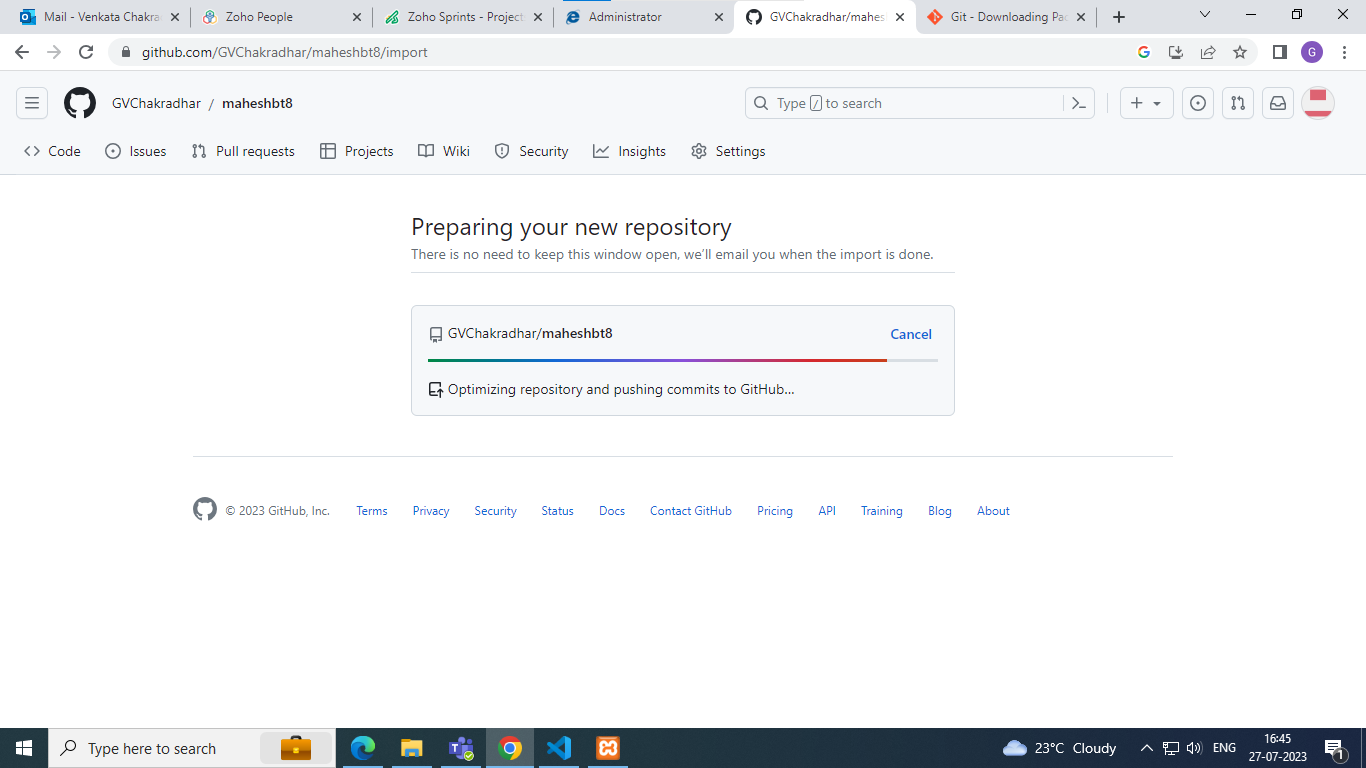 Mail - Venkata Chakra
Zoho People
Zoho Sprints - Project
Administrator
GVChakradhar/mahes
Git - Downloading Pac
github.com/GVChakradhar/maheshbt8/import
G
GVChakradhar / maheshbt8
Type / to search
Code
Issues
Pull requests
Projects
Wiki
Security
Insights
Settings
Preparing your new repository
There is no need to keep this window open, we’ll email you when the import is done.
GVChakradhar/maheshbt8
Cancel
Optimizing repository and pushing commits to GitHub...
© 2023 GitHub, Inc.
Terms
Privacy
Security
Status
Docs
Contact GitHub
Pricing
API
Training
Blog
About
Type here to search
23°C Cloudy
ENG
16:45
27-07-2023
1